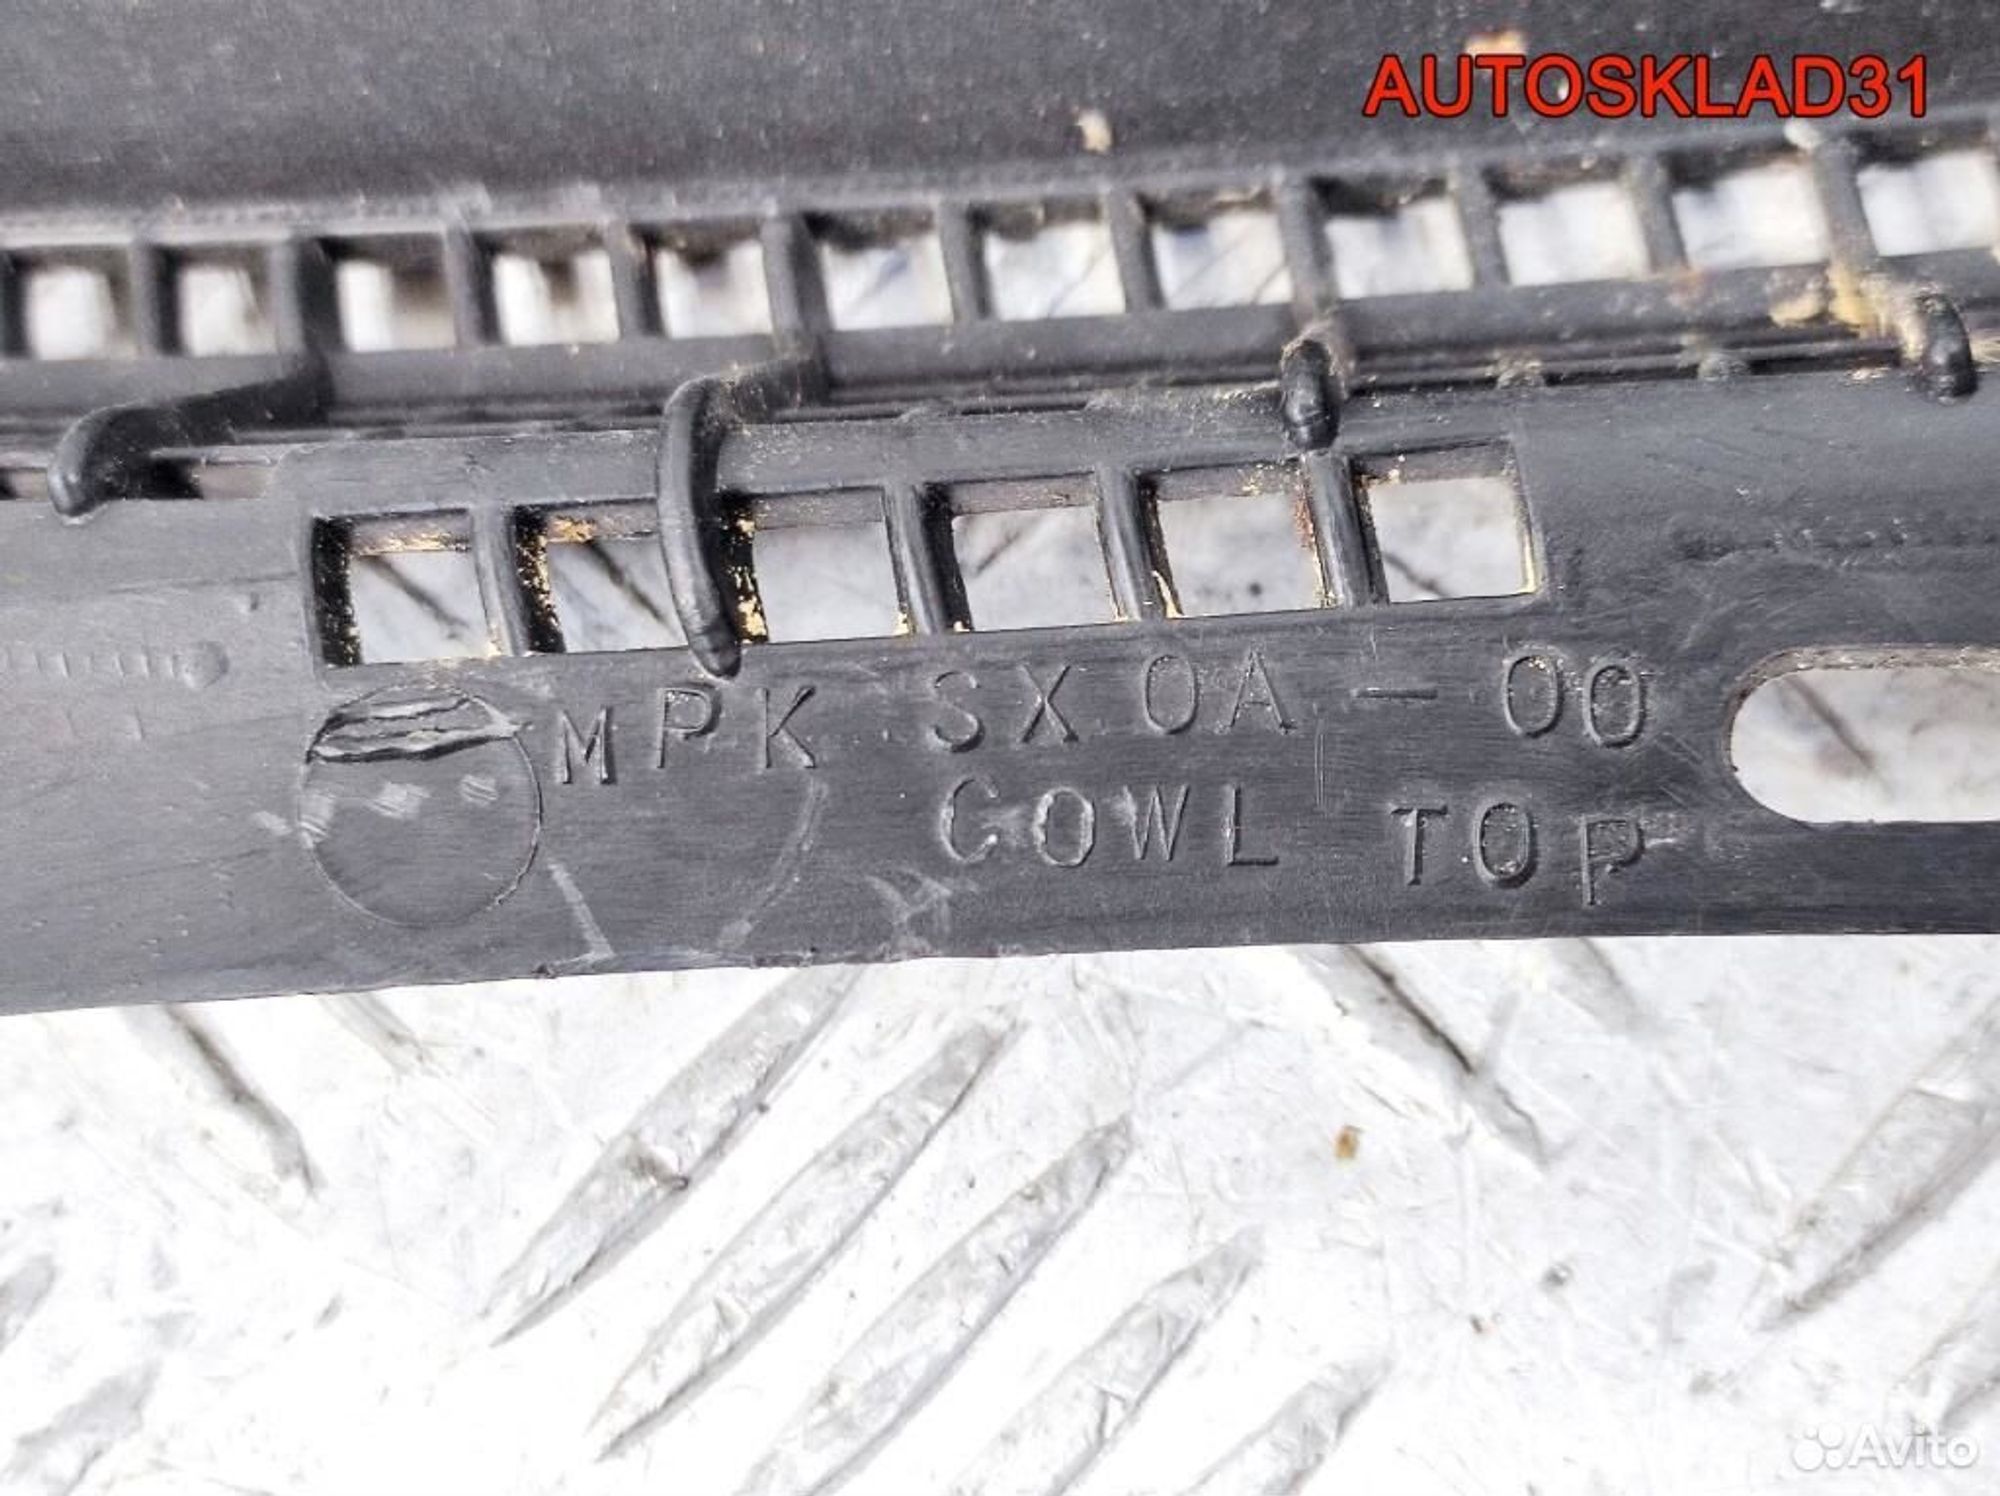 AUTOSKLAD31
MPK SX0A-00
COWL TOP
Avito